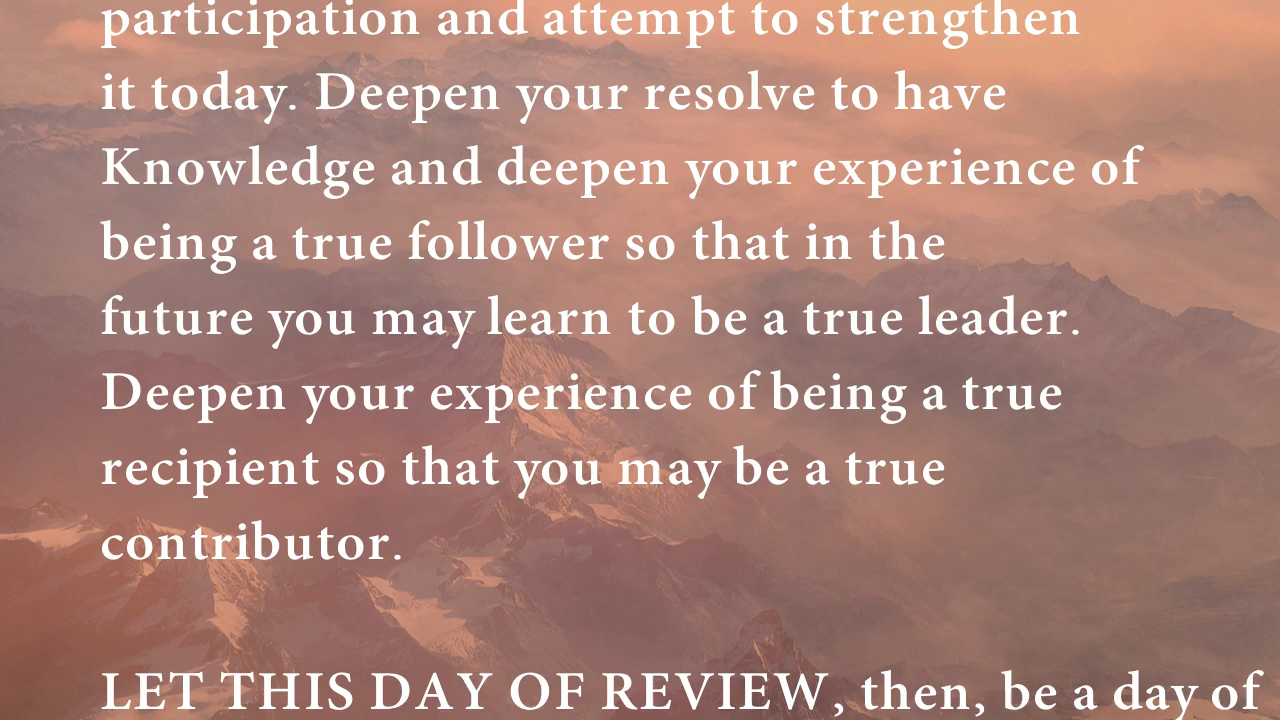 participation and attempt to strengthen
it today. Deepen your resolve to have
Knowledge and deepen your experience of
being a true follower so that in the
future you may learn to be a true leader.
Deepen your experience of being a true
recipient so that you may be a true
contributor.
LET THIS DAY OF REVIEW, then, be a day of